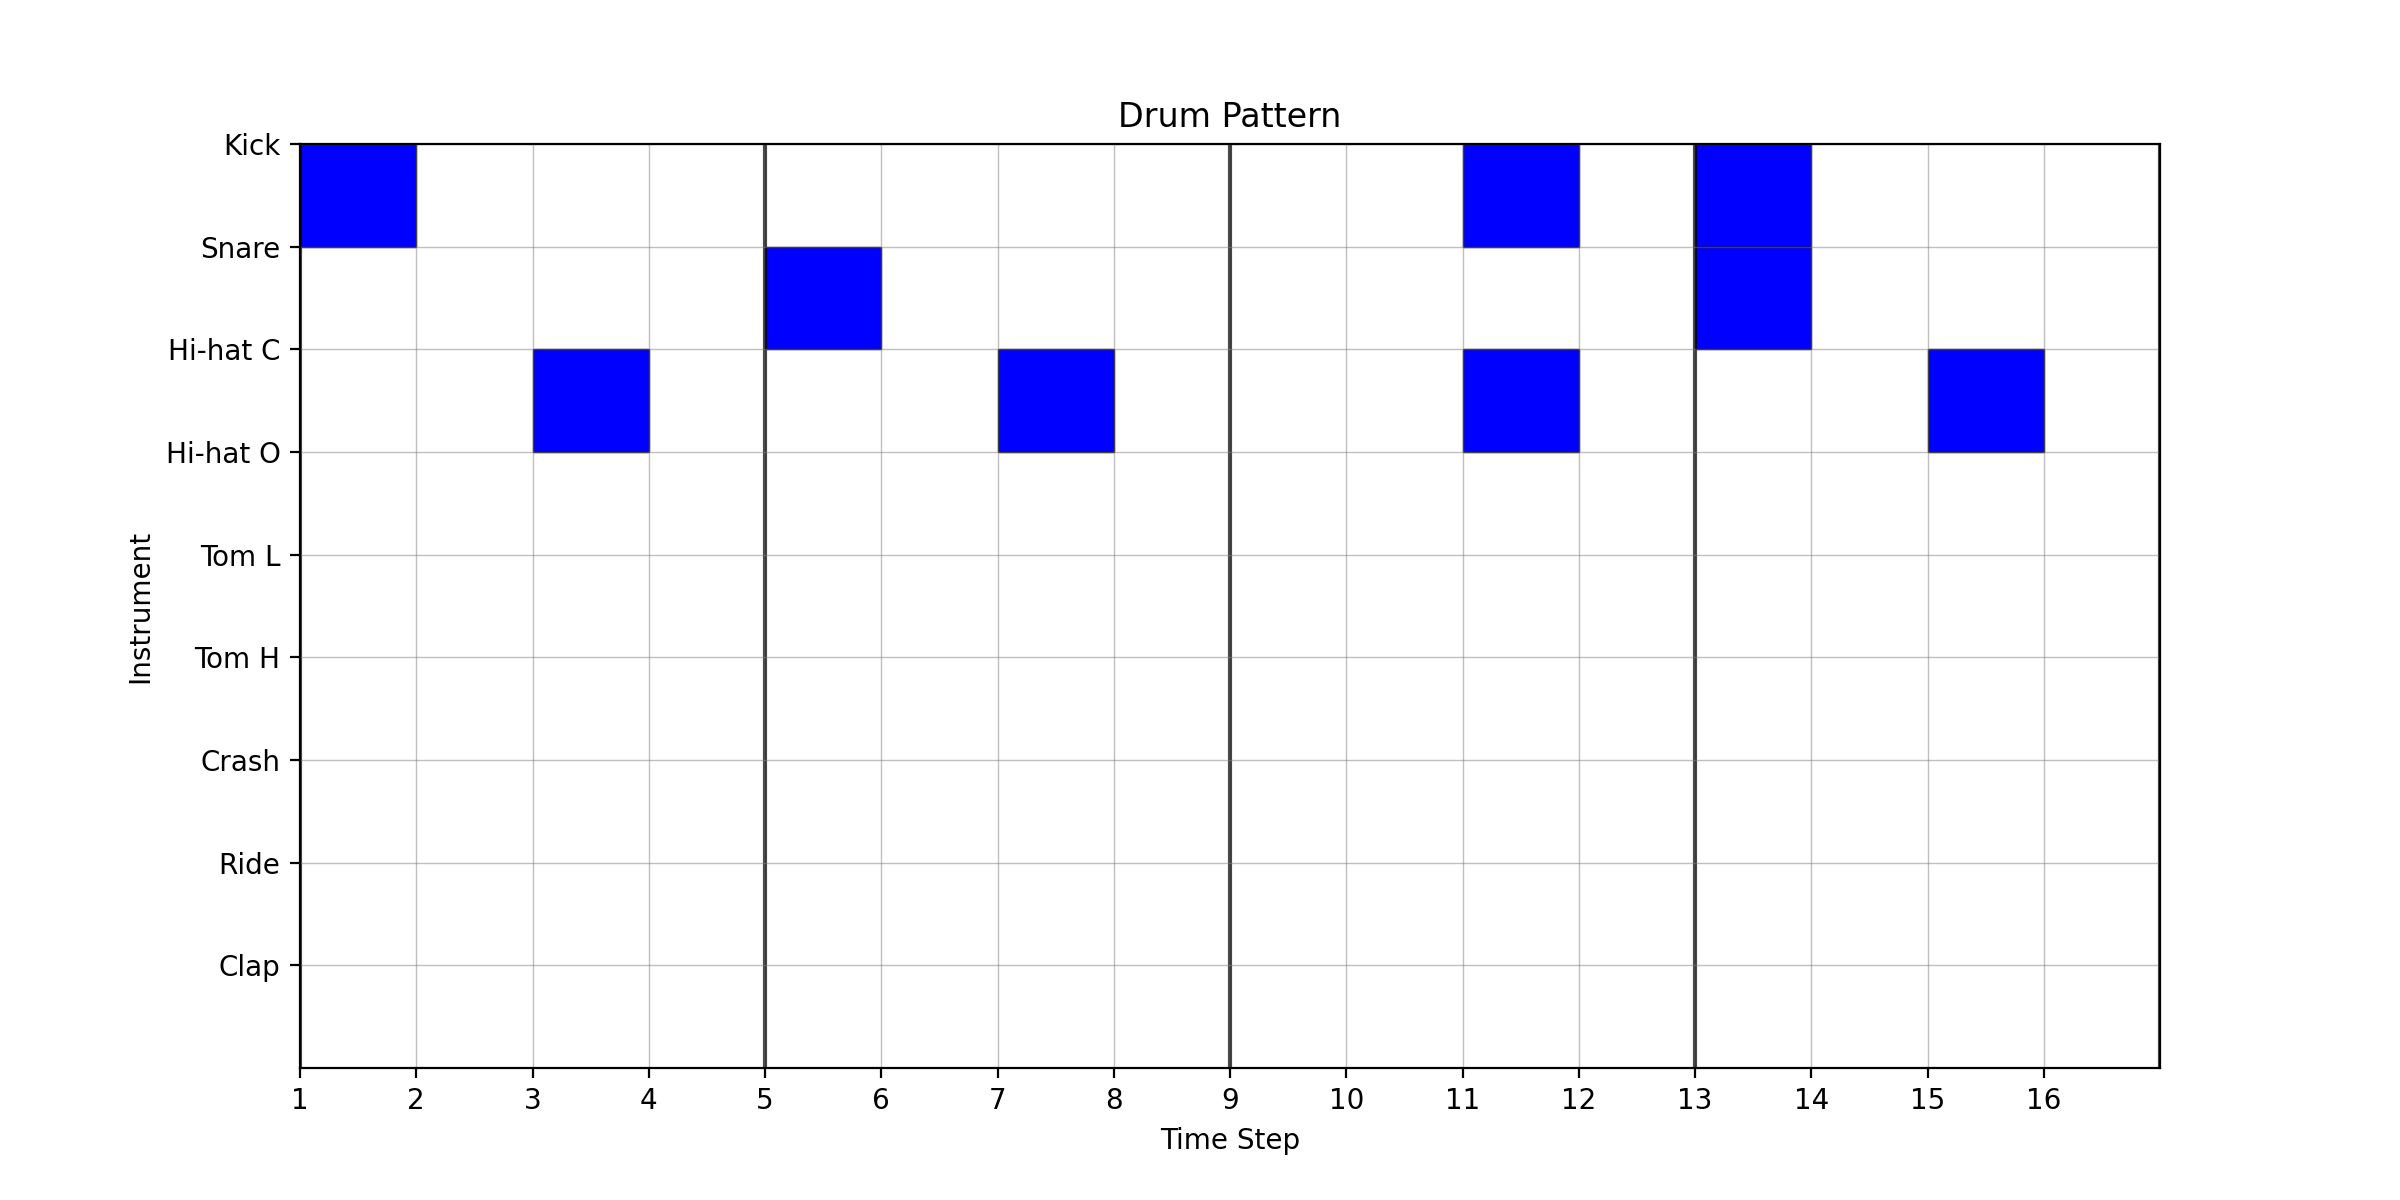 Drum Pattern
Kick
Snare
Hi-hat C
Hi-hat O
Tom L
Tom H
Crash
Ride
Clap
Instrument
1 2 3 4 5 6 7 8 9 10 11 12 13 14 15 16
Time Step